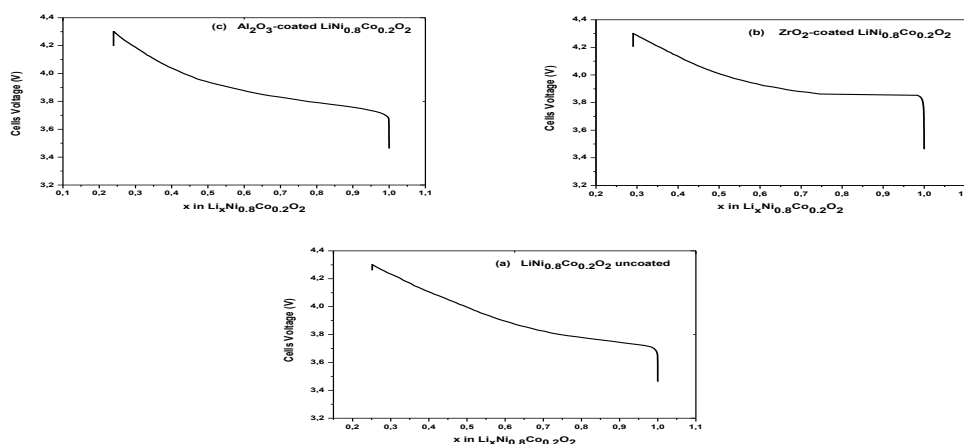 (c) Al2O3-coated LiNi0.8Co0.2O2
Cells Voltage (V)
4,4
4,2
4,0
3,8
3,6
3,4
3,2
0,1 0,2 0,3 0,4 0,5 0,6 0,7 0,8 0,9 1,0 1,1
x in LixNi0.8Co0.2O2
(b) ZrO2-coated LiNi0.8Co0.2O2
Cells Voltage (V)
4,4
4,2
4,0
3,8
3,6
3,4
3,2
0,2 0,3 0,4 0,5 0,6 0,7 0,8 0,9 1,0 1,1
x in LixNi0.8Co0.2O2
(a) LiNi0.8Co0.2O2 uncoated
Cells Voltage (V)
4,4
4,2
4,0
3,8
3,6
3,4
3,2
0,2 0,3 0,4 0,5 0,6 0,7 0,8 0,9 1,0 1,1
x in LixNi0.8Co0.2O2